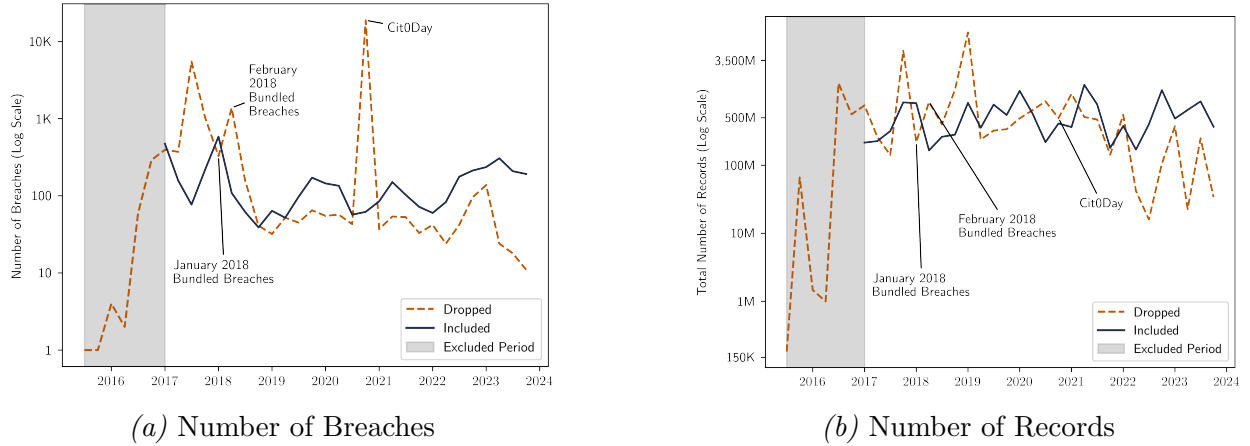 10K
1K
100
10
1
Number of Breaches (Log Scale)
Cit0Day
February
2018
Bundled
Breaches
January 2018
Bundled Breaches
Dropped
Included
Excluded Period
2016 2017 2018 2019 2020 2021 2022 2023 2024
(a) Number of Breaches
3,500M
500M
100M
10M
1M
150K
Total Number of Records (Log Scale)
Cit0Day
February 2018
Bundled Breaches
January 2018
Bundled Breaches
Dropped
Included
Excluded Period
2016 2017 2018 2019 2020 2021 2022 2023 2024
(b) Number of Records